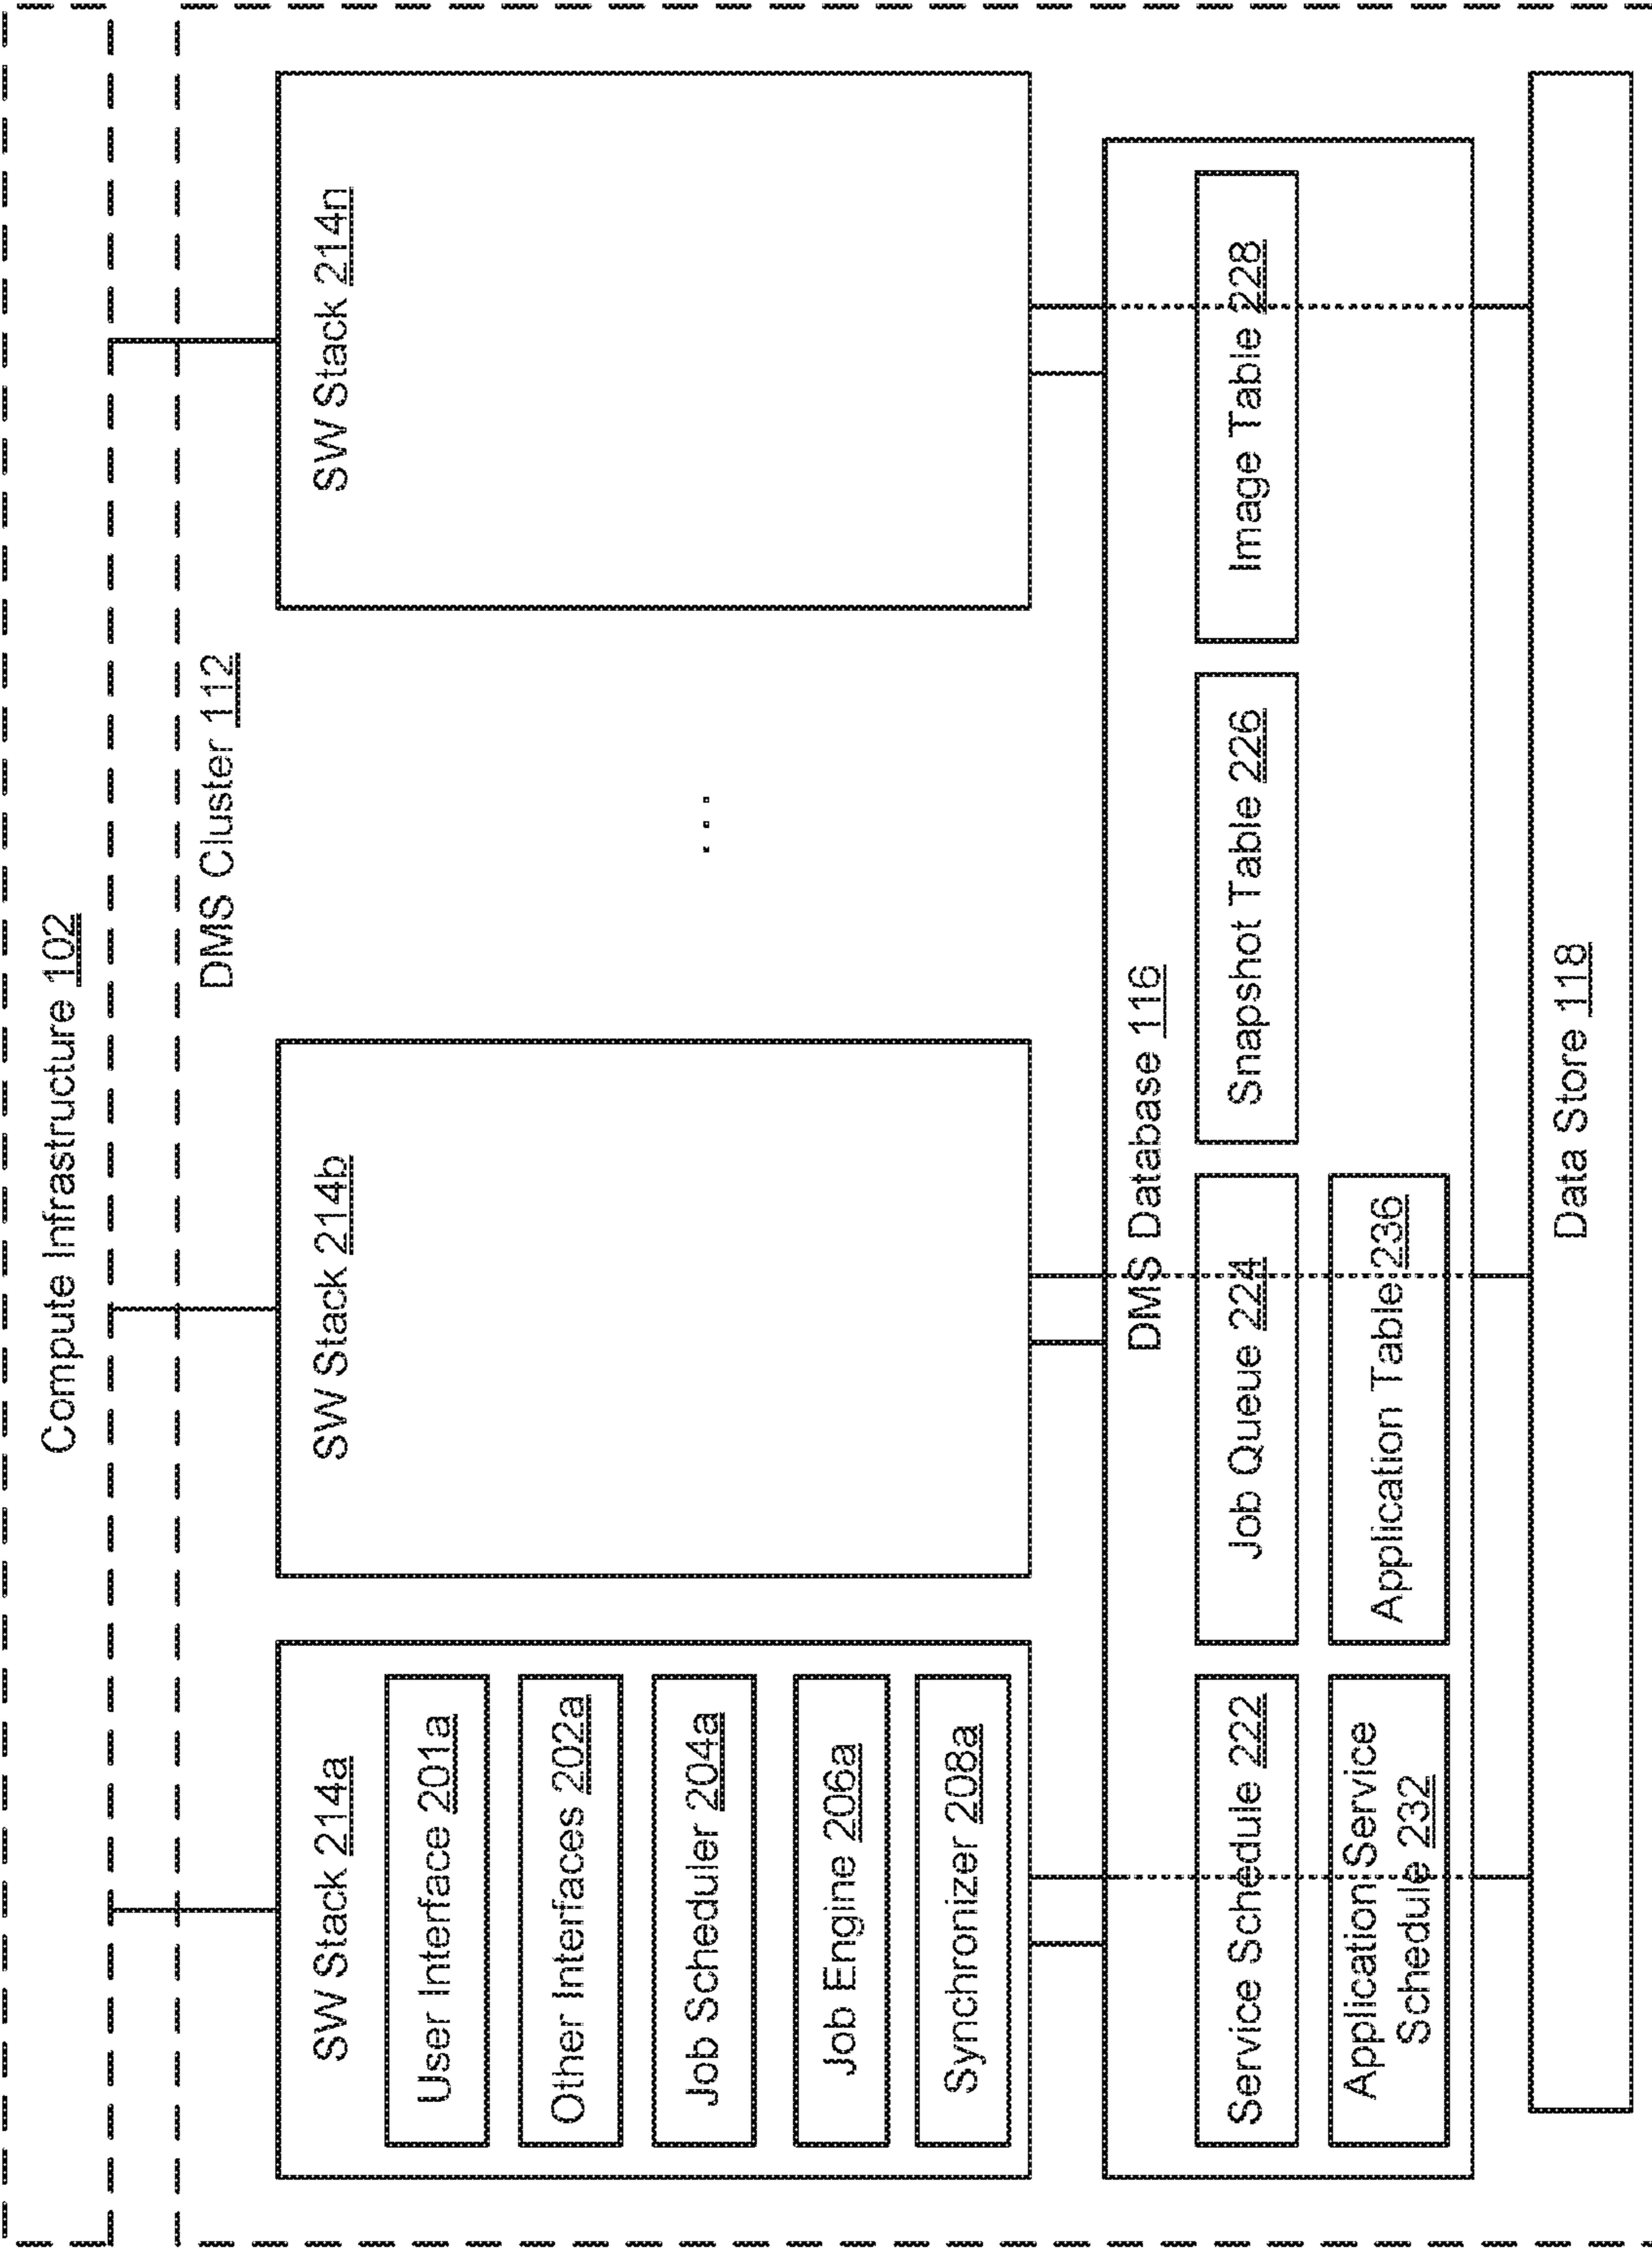 Compute Infrastructure 102
DMS Cluster 112
SW Stack 214a
User Interface 201a
Other Interfaces 202a
Job Scheduler 204a
Job Engine 206a
Synchronizer 208a
SW Stack 214b
. . .
SW Stack 214n
DMS Database 116
Service Schedule 222
Job Queue 224
Snapshot Table 226
Image Table 228
Application Service
Schedule 232
Application Table 236
Data Store 118